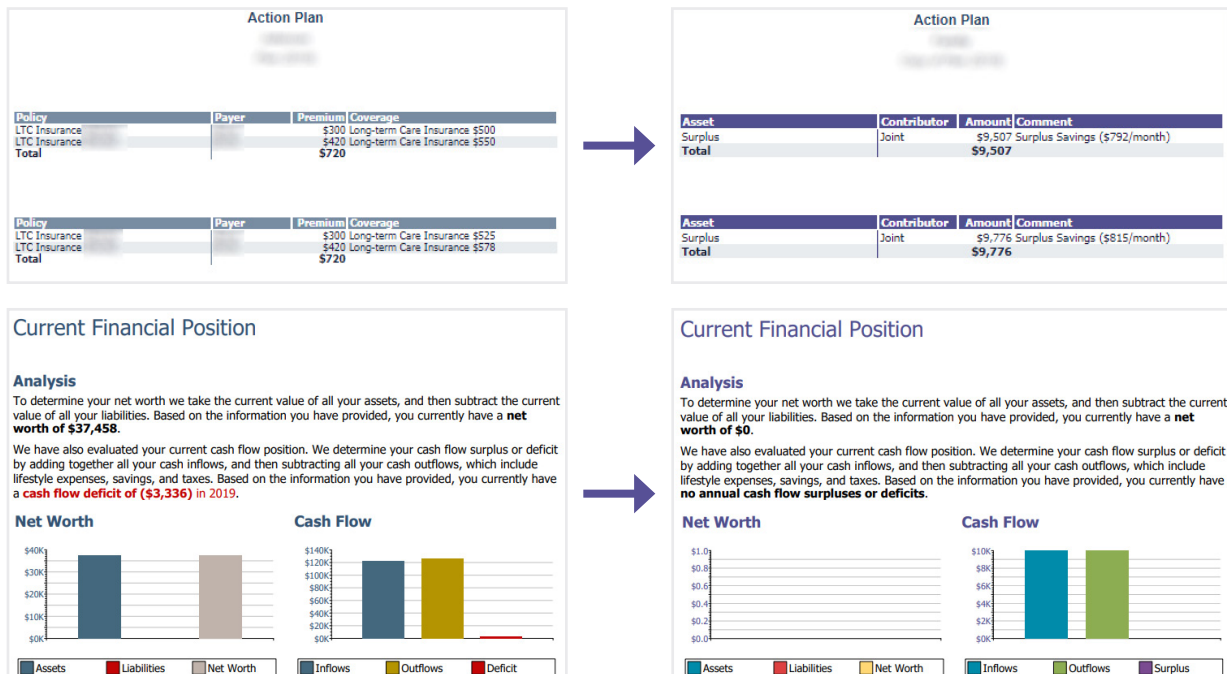 Action Plan
Policy Payer Premium Coverage
LTC Insurance $300 Long-term Care Insurance $500
LTC Insurance $420 Long-term Care Insurance $550
Total $720
Policy Payer Premium Coverage
LTC Insurance $300 Long-term Care Insurance $525
LTC Insurance $420 Long-term Care Insurance $578
Total $720
Action Plan
Asset Contributor Amount Comment
Surplus Joint $9,507 Surplus Savings ($792/month)
Total $9,507
Asset Contributor Amount Comment
Surplus Joint $9,776 Surplus Savings ($815/month)
Total $9,776
Current Financial Position
Analysis
To determine your net worth we take the current value of all your assets, and then subtract the current
value of all your liabilities. Based on the information you have provided, you currently have a net
worth of $37,458.
We have also evaluated your current cash flow position. We determine your cash flow surplus or deficit
by adding together all your cash inflows, and then subtracting all your cash outflows, which include
lifestyle expenses, savings, and taxes. Based on the information you have provided, you currently have
a cash flow deficit of ($3,336) in 2019.
Net Worth
$40K
$30K
$20K
$10K
$0K
Assets Liabilities Net Worth
Cash Flow
$140K
$120K
$100K
$80K
$60K
$40K
$20K
$0K
Inflows Outflows Deficit
Current Financial Position
Analysis
To determine your net worth we take the current value of all your assets, and then subtract the current
value of all your liabilities. Based on the information you have provided, you currently have a net
worth of $0.
We have also evaluated your current cash flow position. We determine your cash flow surplus or deficit
by adding together all your cash inflows, and then subtracting all your cash outflows, which include
lifestyle expenses, savings, and taxes. Based on the information you have provided, you currently have
no annual cash flow surpluses or deficits.
Net Worth
$1.0
$0.8
$0.6
$0.4
$0.2
$0.0
Assets Liabilities Net Worth
Cash Flow
$10K
$8K
$6K
$4K
$2K
$0K
Inflows Outflows Surplus